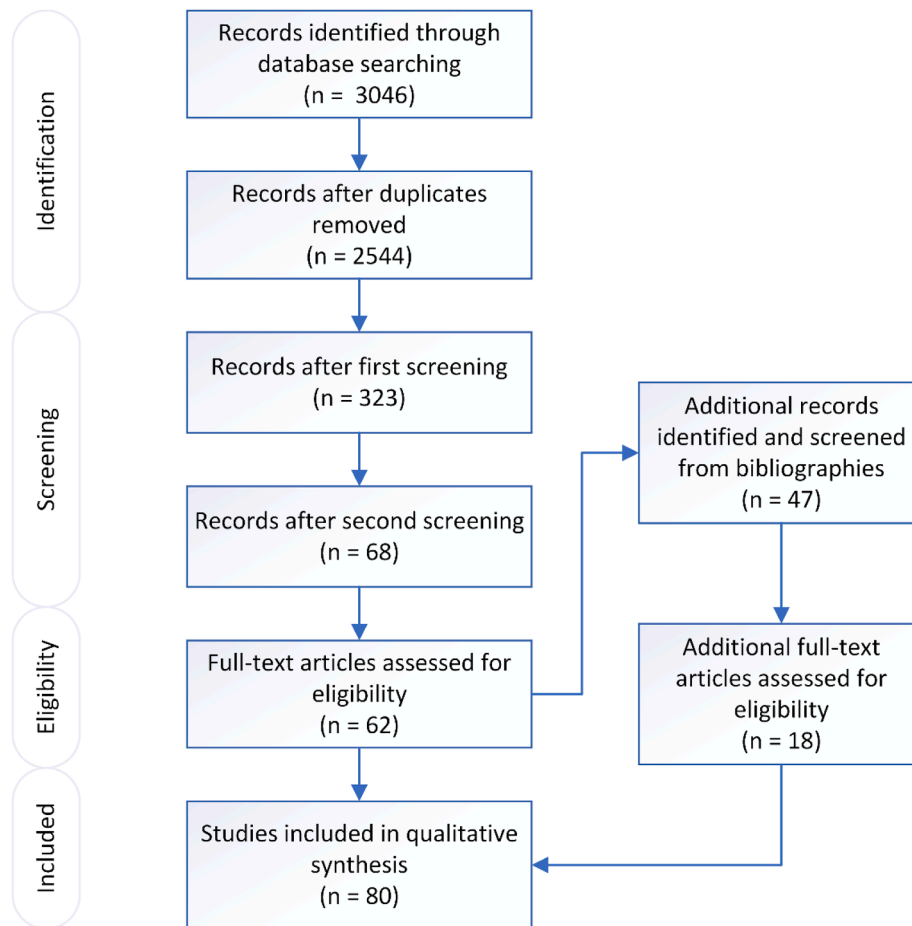 Identification
Records identified through
database searching
(n =  3046)
Records after duplicates
removed
(n = 2544)
Screening
Records after first screening
(n = 323)
Records after second screening
(n = 68)
Additional records
identified and screened
from bibliographies
(n = 47)
Eligibility
Full-text articles assessed for
eligibility
(n = 62)
Additional full-text
articles assessed for
eligibility
(n = 18)
Included
Studies included in qualitative
synthesis
(n = 80)